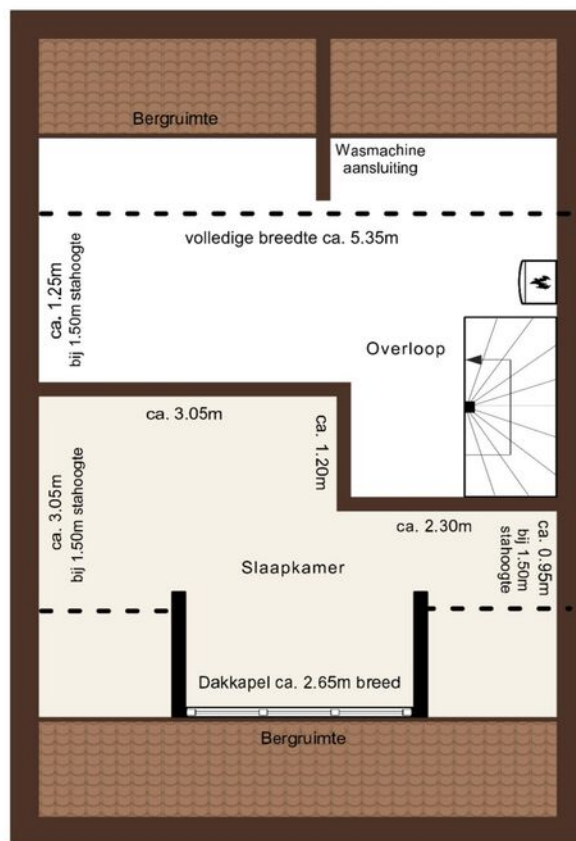 Bergruimte
Wasmachine
aansluiting
volledige breedte ca. 5.35m
ca. 1.25m
bij 1.50m stahoogte
Overloop
ca. 3.05m
ca. 1.20m
ca. 3.05m
bij 1.50m stahoogte
ca. 2.30m
ca. 0.95m
bij 1.50m
stahoogte
Slaapkamer
Dakkapel ca. 2.65m breed
Bergruimte